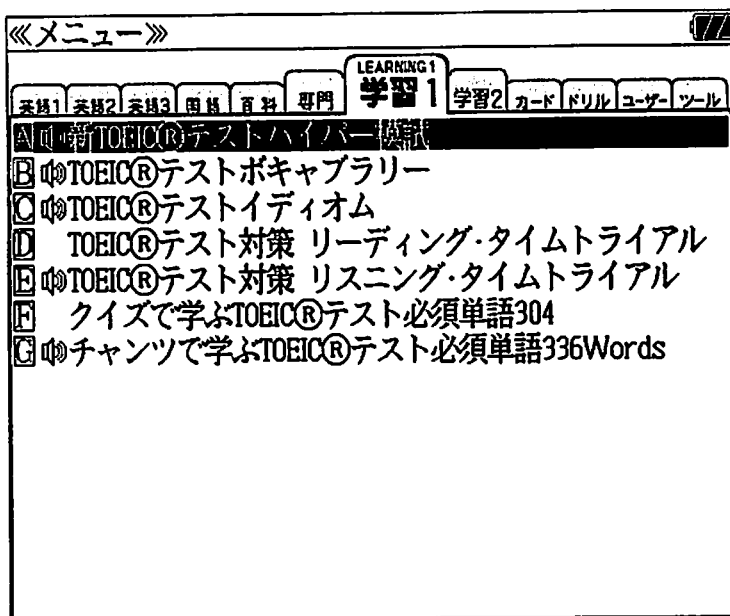 ≪メニュー≫
LEARNING 1
英語1 英語2 英語3 国語 百科 専門 学習1 学習2 カード ドリル ユーザー ツール
A 新TOEIC(R)テストハイパー模試
B TOEIC®テストボキャブラリー
C TOEIC®テストイディオム
D TOEIC®テスト対策 リーディング・タイムトライアル
E TOEIC®テスト対策 リスニング・タイムトライアル
F クイズで学ぶTOEIC®テスト必須単語304
G チャンツで学ぶTOEIC®テスト必須単語336Words